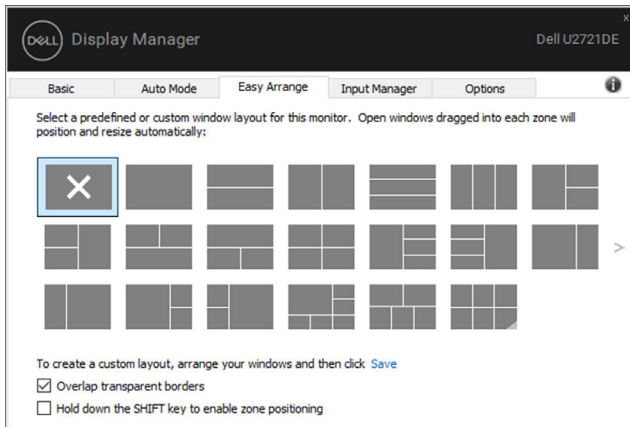 x
DELL Display Manager
Dell U2721DE
Basic Auto Mode Easy Arrange Input Manager Options
Select a predefined or custom window layout for this monitor. Open windows dragged into each zone will
position and resize automatically:
To create a custom layout, arrange your windows and then click Save
Overlap transparent borders
Hold down the SHIFT key to enable zone positioning